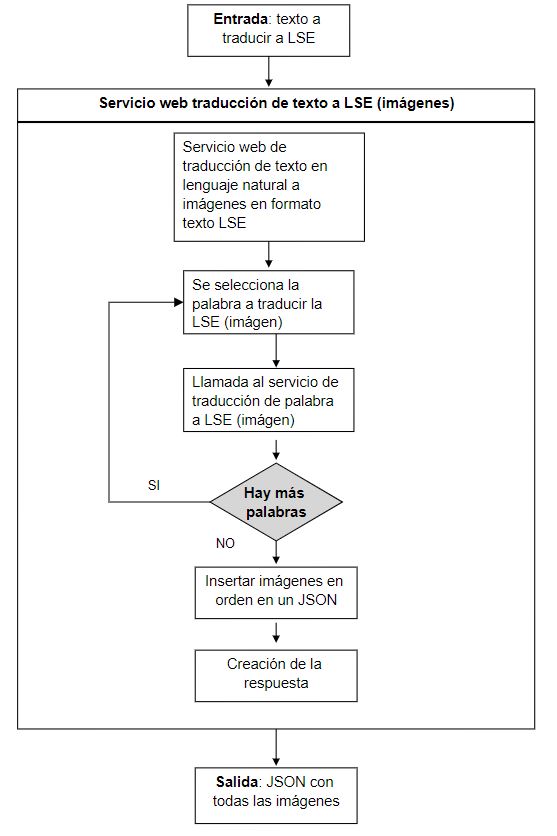 Entrada: texto a
traducir a LSE
Servicio web traducción de texto a LSE (imágenes)
Servicio web de
traducción de texto en
lenguaje natural a
imágenes en formato
texto LSE
Se selecciona la
palabra a traducir la
LSE (imágen)
Llamada al servicio de
traducción de palabra
a LSE (imágen)
SI
Hay más
palabras
NO
Insertar imágenes en
orden en un JSON
Creación de la
respuesta
Salida: JSON con
todas las imágenes